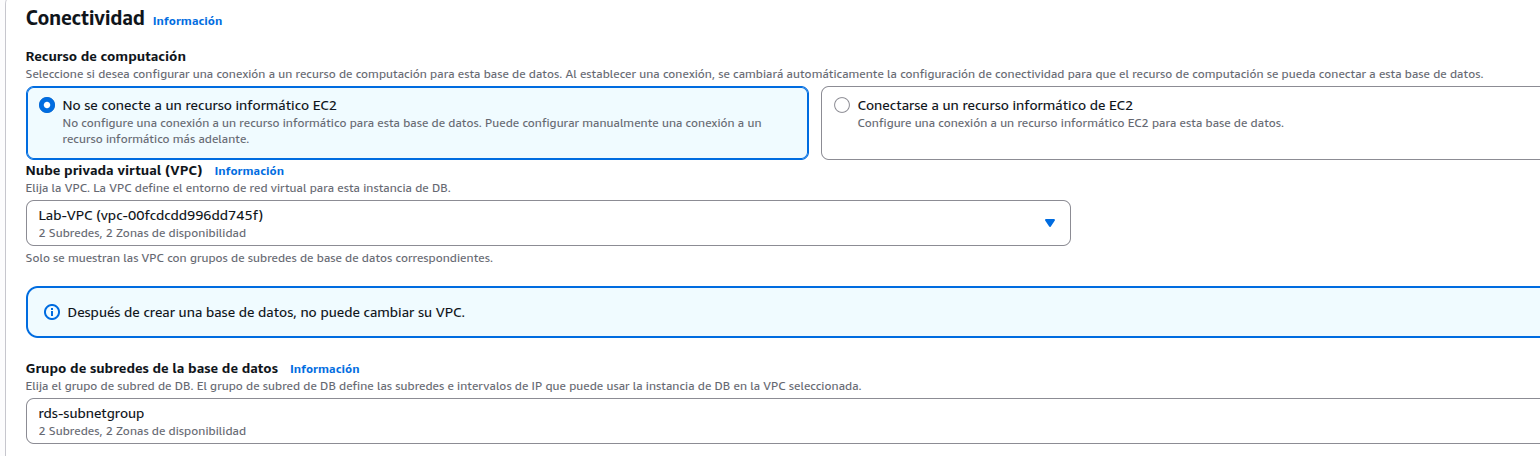 Conectividad Información
Recurso de computación
Seleccione si desea configurar una conexión a un recurso de computación para esta base de datos. Al establecer una conexión, se cambiará automáticamente la configuración de conectividad para que el recurso de computación se pueda conectar a esta base de datos.
No se conecte a un recurso informático EC2
No configure una conexión a un recurso informático para esta base de datos. Puede configurar manualmente una conexión a un
recurso informático más adelante.
Conectarse a un recurso informático de EC2
Configure una conexión a un recurso informático EC2 para esta base de datos.
Nube privada virtual (VPC) Información
Elija la VPC. La VPC define el entorno de red virtual para esta instancia de DB.
Lab-VPC (vpc-00fcdcdd996dd745f)
2 Subredes, 2 Zonas de disponibilidad
Solo se muestran las VPC con grupos de subredes de base de datos correspondientes.
Después de crear una base de datos, no puede cambiar su VPC.
Grupo de subredes de la base de datos Información
Elija el grupo de subred de DB. El grupo de subred de DB define las subredes e intervalos de IP que puede usar la instancia de DB en la VPC seleccionada.
rds-subnetgroup
2 Subredes, 2 Zonas de disponibilidad